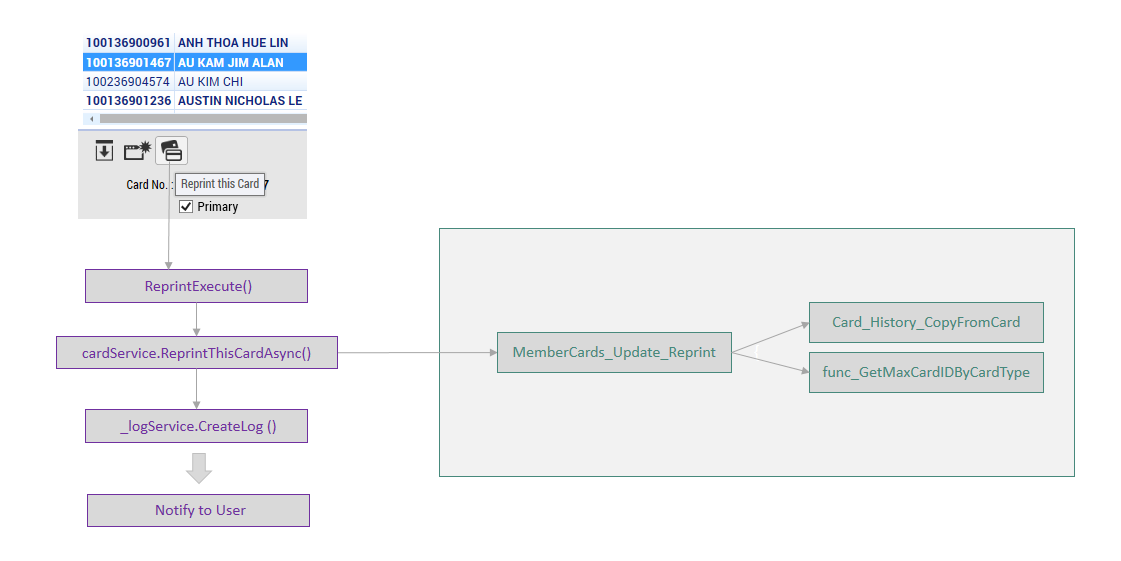 100136900961 ANH THOA HUE LIN
100136901467 AU KAM JIM ALAN
100236904574 AU KIM CHI
100136901236 AUSTIN NICHOLAS LE
Card No. : Reprint this Card 7
Primary
ReprintExecute()
cardService.ReprintThisCardAsync()
_logService.CreateLog ()
Notify to User
MemberCards_Update_Reprint
Card_History_CopyFromCard
func_GetMaxCardIDByCardType